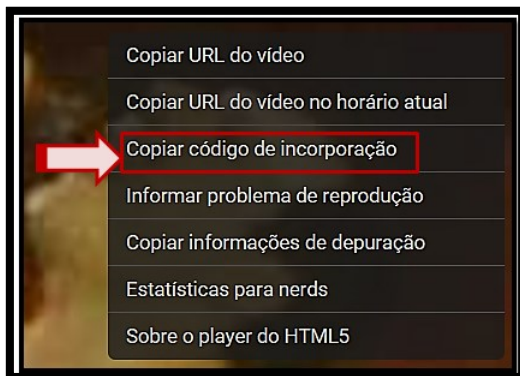 Copiar URL do vídeo
Copiar URL do vídeo no horário atual
Copiar código de incorporação
Informar problema de reprodução
Copiar informações de depuração
Estatísticas para nerds
Sobre o player do HTML5